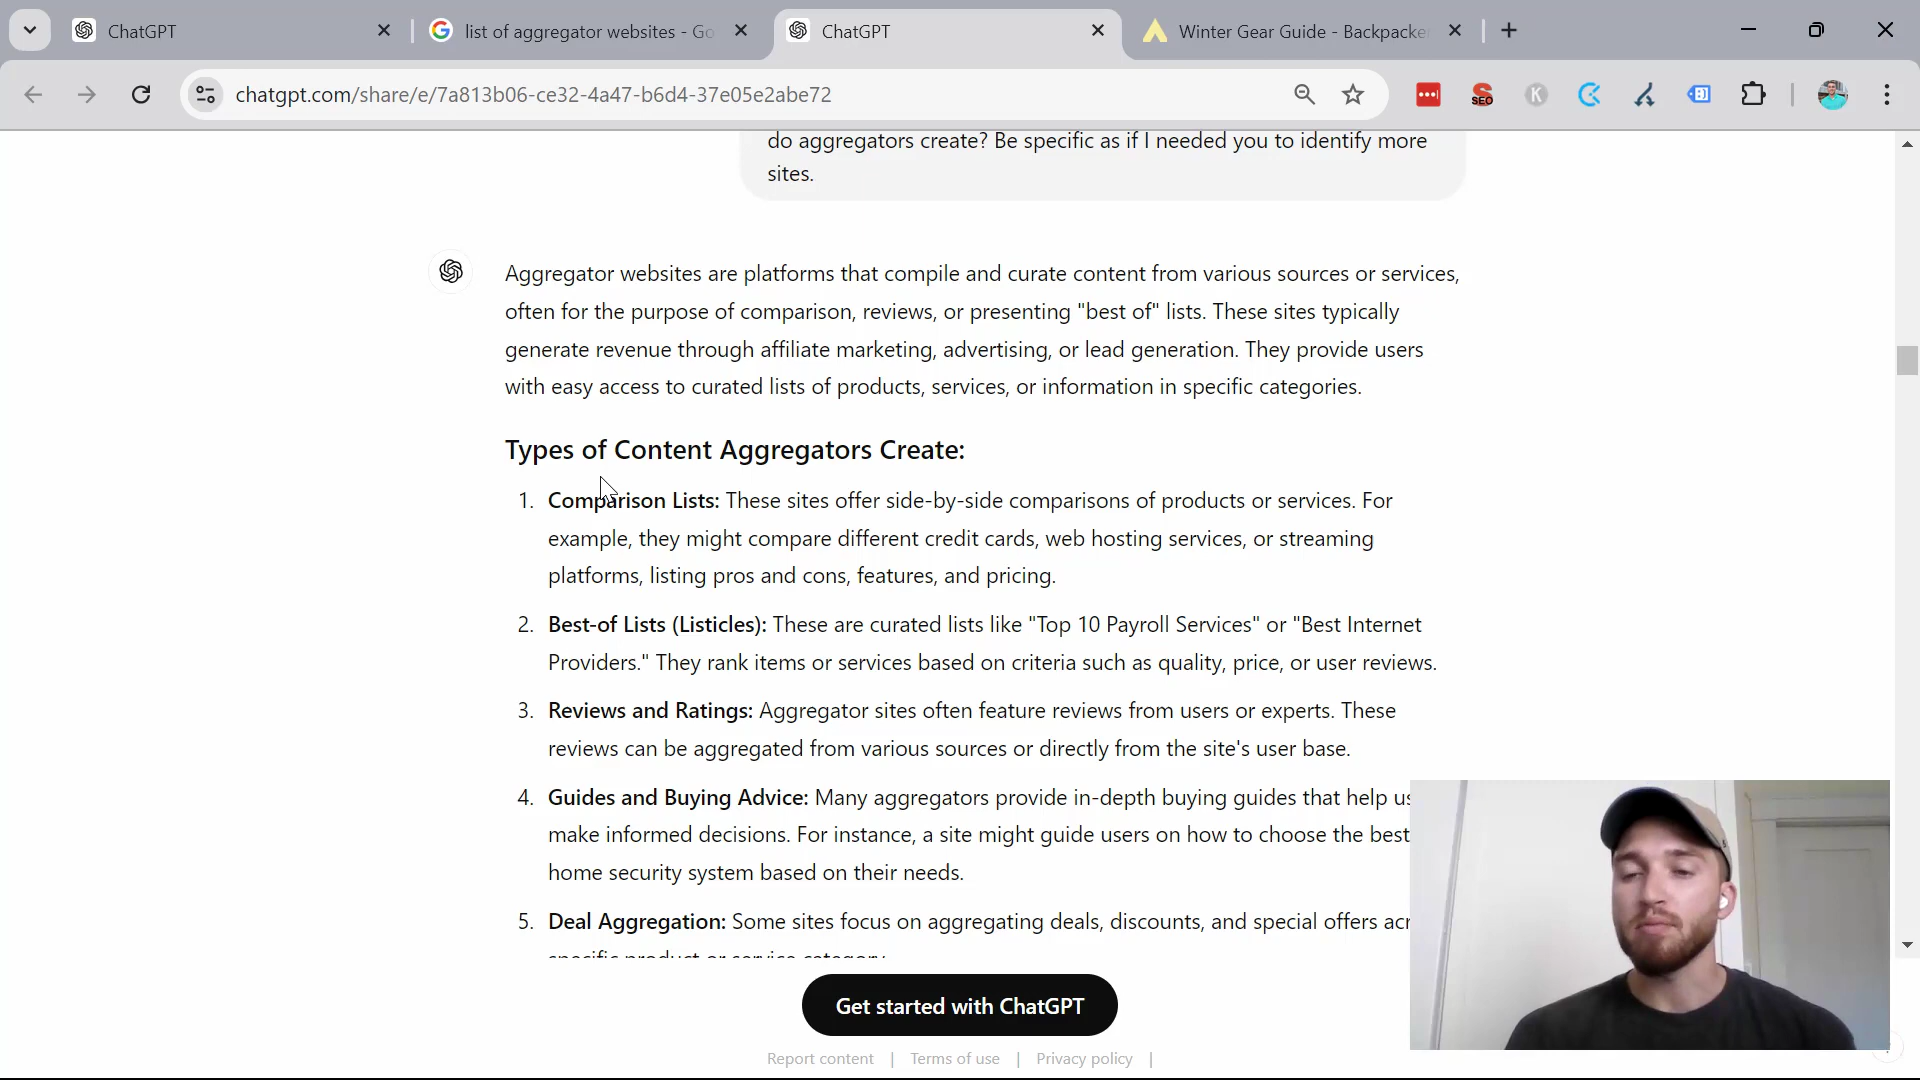 ChatGPT
list of aggregator websites - Go
ChatGPT
Winter Gear Guide - Backpacke
chatgpt.com/share/e/7a813b06-ce32-4a47-b6d4-37e05e2abe72
SEO
K
do aggregators create? Be specific as if I needed you to identify more
sites.
Aggregator websites are platforms that compile and curate content from various sources or services,
often for the purpose of comparison, reviews, or presenting "best of" lists. These sites typically
generate revenue through affiliate marketing, advertising, or lead generation. They provide users
with easy access to curated lists of products, services, or information in specific categories.
Types of Content Aggregators Create:
1. Comparison Lists: These sites offer side-by-side comparisons of products or services. For
example, they might compare different credit cards, web hosting services, or streaming
platforms, listing pros and cons, features, and pricing.
2. Best-of Lists (Listicles): These are curated lists like "Top 10 Payroll Services" or "Best Internet
Providers." They rank items or services based on criteria such as quality, price, or user reviews.
3. Reviews and Ratings: Aggregator sites often feature reviews from users or experts. These
reviews can be aggregated from various sources or directly from the site's user base.
4. Guides and Buying Advice: Many aggregators provide in-depth buying guides that help us
make informed decisions. For instance, a site might guide users on how to choose the best
home security system based on their needs.
5. Deal Aggregation: Some sites focus on aggregating deals, discounts, and special offers acr
specific product or service category.
Get started with ChatGPT
Report content | Terms of use | Privacy policy |